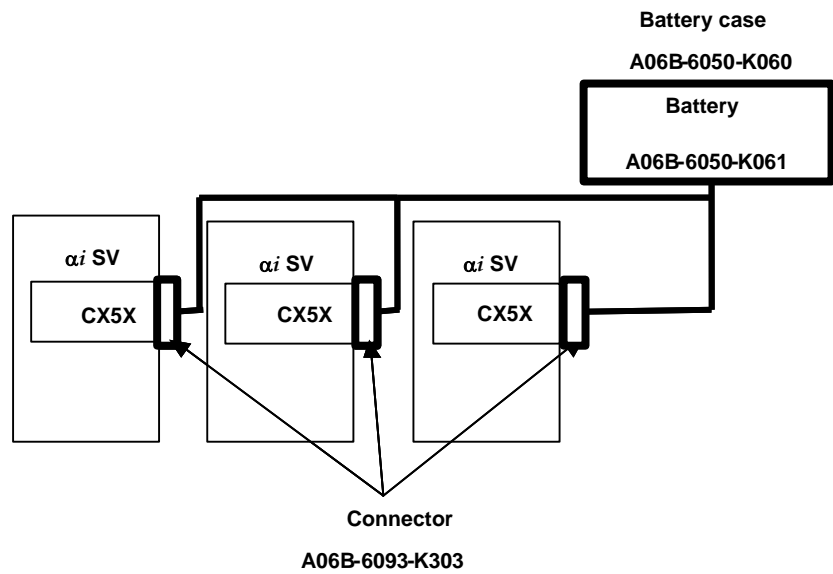 Battery case
A06B-6050-K060
Battery
A06B-6050-K061
αi SV
αi SV
αi SV
CX5X
CX5X
CX5X
Connector
A06B-6093-K303